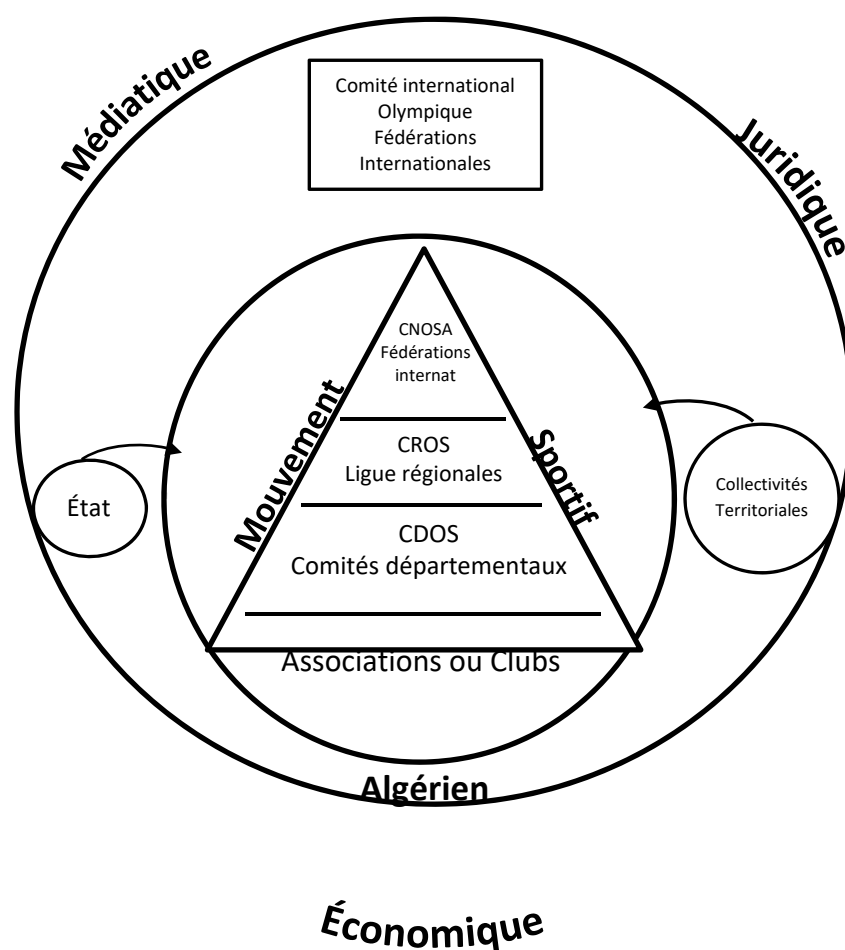 Médiatique
Juridique
Comité international
Olympique
Fédérations
Internationales
CNOSA
Fédérations
internat
Mouvement
Sportif
CROS
Ligue régionales
État
Collectivités
Territoriales
CDOS
Comités départementaux
Associations ou Clubs
Algérien
Économique